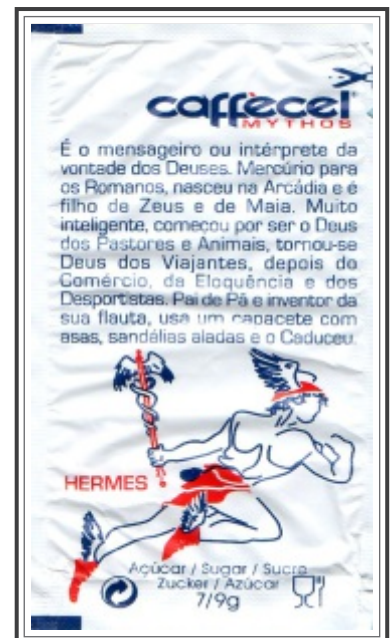 caffècel
MYTHOS
É o mensageiro ou intérprete da
vontade dos Deuses. Mercúrio para
os Romanos, nasceu na Arcádia e é
filho de Zeus e de Maia. Muito
inteligente, começou por ser o Deus
dos Pastores e Animais, tornou-se
Deus dos Viajantes, depois do
Comércio, da Eloquência e dos
Desportistas. Pai de Pã e inventor da
sua flauta, usa um capacete com
asas, sandálias aladas e o Caduceu.
HERMES
Açúcar / Sugar / Sucre
Zucker / Azúcar
7/9g